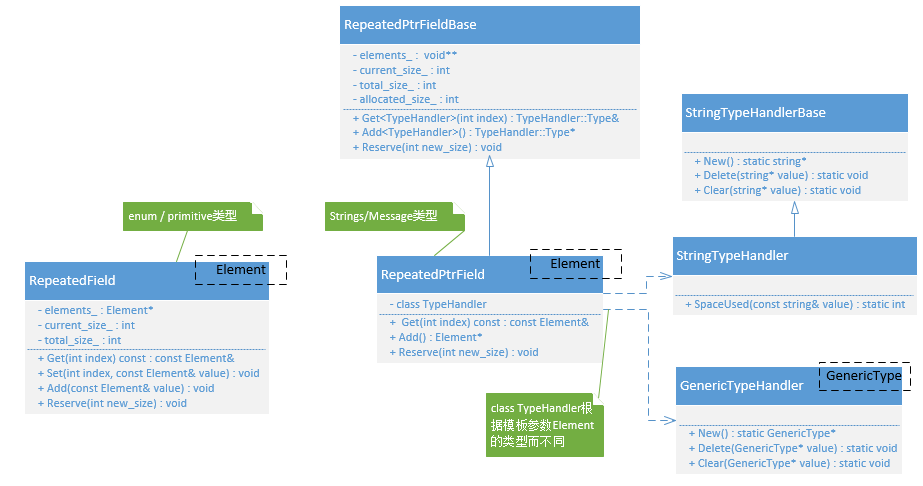 RepeatedPtrFieldBase
- elements_ : void**
- current_size_ : int
- total_size_ : int
- allocated_size_ : int
+ Get<TypeHandler>(int index) : TypeHandler::Type&
+ Add<TypeHandler>() : TypeHandler::Type*
+ Reserve(int new_size) : void
StringTypeHandlerBase
+ New() : static string*
+ Delete(string* value) : static void
+ Clear(string* value) : static void
enum / primitive类型
Strings/Message类型
Element
RepeatedField
- elements_ : Element*
- current_size_ : int
- total_size_ : int
+ Get(int index) const : const Element&
+ Set(int index, const Element& value) : void
+ Add(const Element& value) : void
+ Reserve(int new_size) : void
Element
RepeatedPtrField
- class TypeHandler
+ Get(int index) const : const Element&
+ Add() : Element*
+ Reserve(int new_size) : void
StringTypeHandler
+ SpaceUsed(const string& value) : static int
class TypeHandler根
据模板参数Element
的类型而不同
GenericType
GenericTypeHandler
+ New() : static GenericType*
+ Delete(GenericType* value) : static void
+ Clear(GenericType* value) : static void